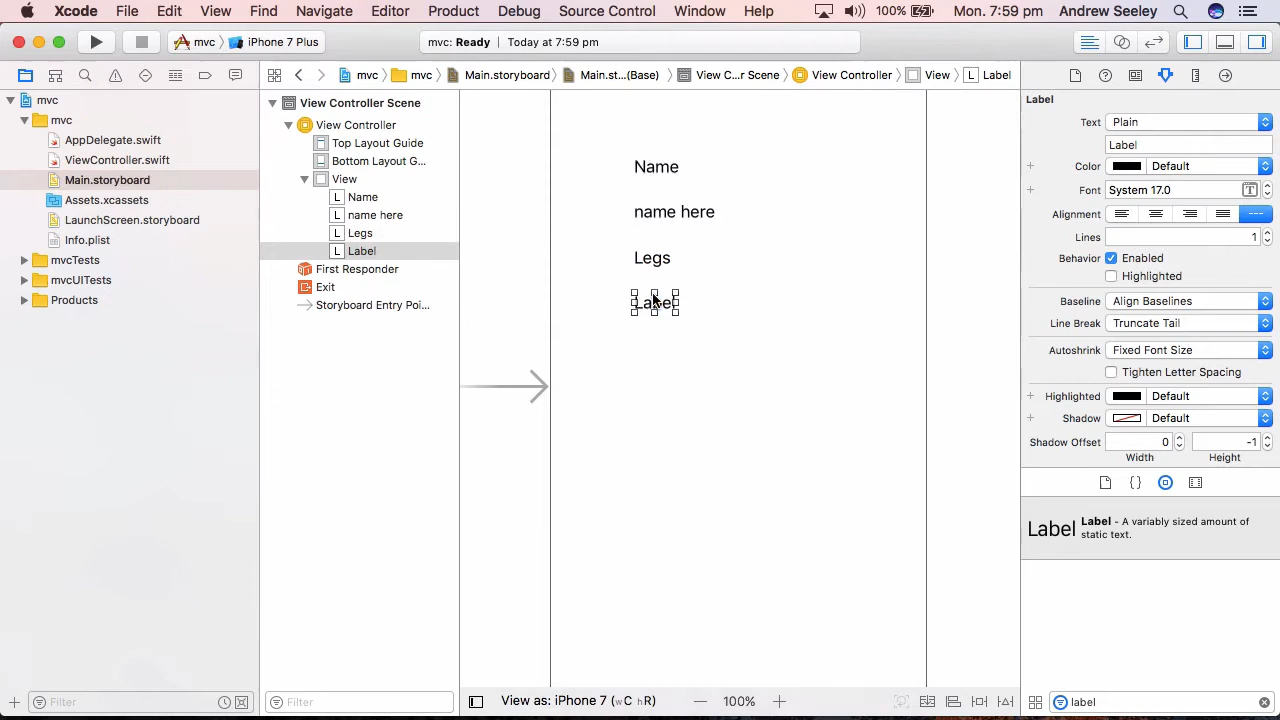 Xcode File Edit View Find Navigate Editor Product Debug Source Control Window Help 100% Mon. 7:59 pm Andrew Seeley
mvc iPhone 7 Plus mvc: Ready Today at 7:59 pm
mvc mvc Main.storyboard Main.st...(Base) View C...r Scene View Controller View L Label
mvc
mvc
AppDelegate.swift
ViewController.swift
Main.storyboard
Assets.xcassets
LaunchScreen.storyboard
Info.plist
mvcTests
mvcUITests
Products
Filter
View Controller Scene
View Controller
Top Layout Guide
Bottom Layout G...
View
L Name
L name here
L Legs
L Label
First Responder
Exit
Storyboard Entry Poi...
Filter
Name
name here
Legs
Label
View as: iPhone 7 (wC hR) 100%
Label
Text Plain
Label
Color Default
Font System 17.0 T
Alignment
Lines 1
Behavior Enabled
Highlighted
Baseline Align Baselines
Line Break Truncate Tail
Autoshrink Fixed Font Size
Tighten Letter Spacing
Highlighted Default
Shadow Default
Shadow Offset 0 -1
Width Height
Label Label - A variably sized amount of
static text.
label